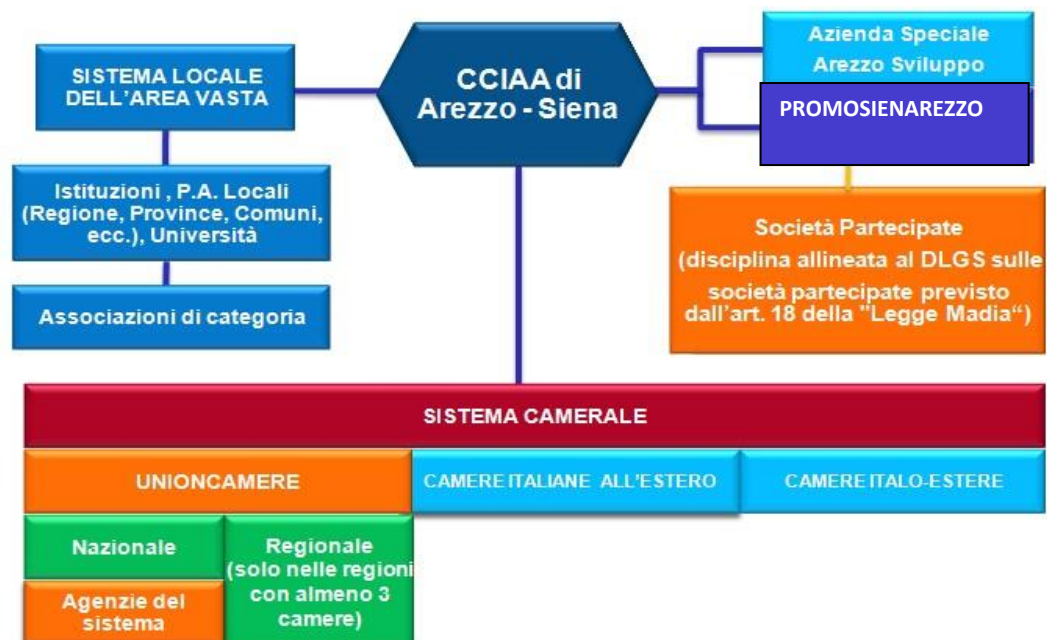 SISTEMA LOCALE
DELL'AREA VASTA
CCIAA di
Arezzo - Siena
Azienda Speciale
Arezzo Sviluppo
PROMOSIENAREZZO
Istituzioni , P.A. Locali
(Regione, Province, Comuni,
ecc.), Università
Associazioni di categoria
Società Partecipate
(disciplina allineata al DLGS sulle
società partecipate previsto
dall'art. 18 della "Legge Madia“)
SISTEMA CAMERALE
UNIONCAMERE
CAMERE ITALIANE ALL'ESTERO
CAMERE ITALO-ESTERE
Nazionale
Agenzie del
sistema
Regionale
(solo nelle regioni
con almeno 3
camere)